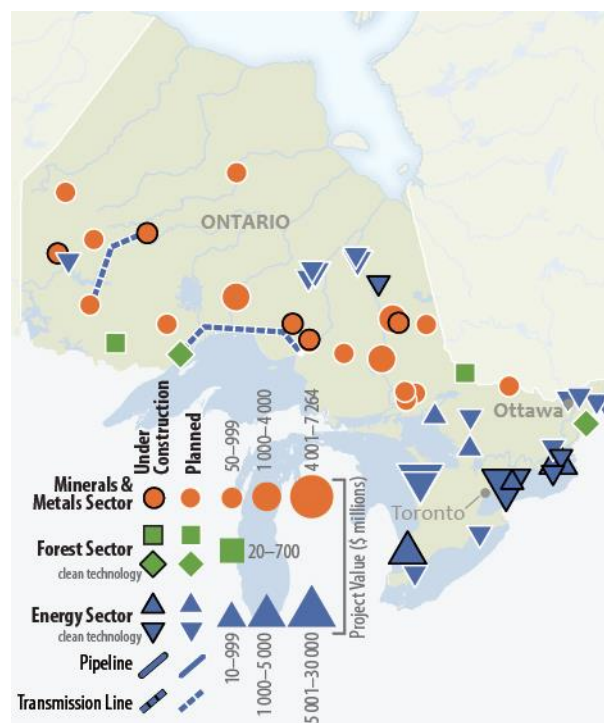 ONTARIO
Ottawa
Toronto
Under
Construction
Planned
50–999
1 000–4 000
4 001–7 264
Minerals &
Metals Sector
Forest Sector
clean technology
20–700
Energy Sector
clean technology
10–999
1 000–5 000
5 001–30 000
Project Value ($ millions)
Pipeline
Transmission Line